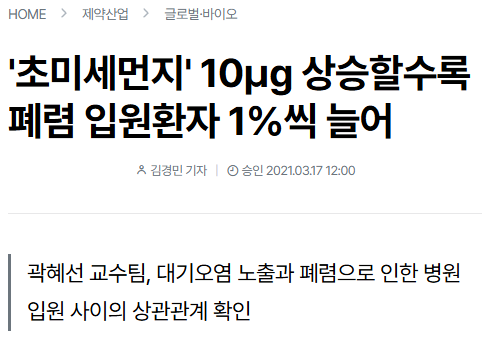 HOME > 제약산업 > 글로벌·바이오
'초미세먼지' 10μg 상승할수록
폐렴 입원환자 1%씩 늘어
김경민 기자 | 승인 2021.03.17 12:00
곽혜선 교수팀, 대기오염 노출과 폐렴으로 인한 병원
입원 사이의 상관관계 확인